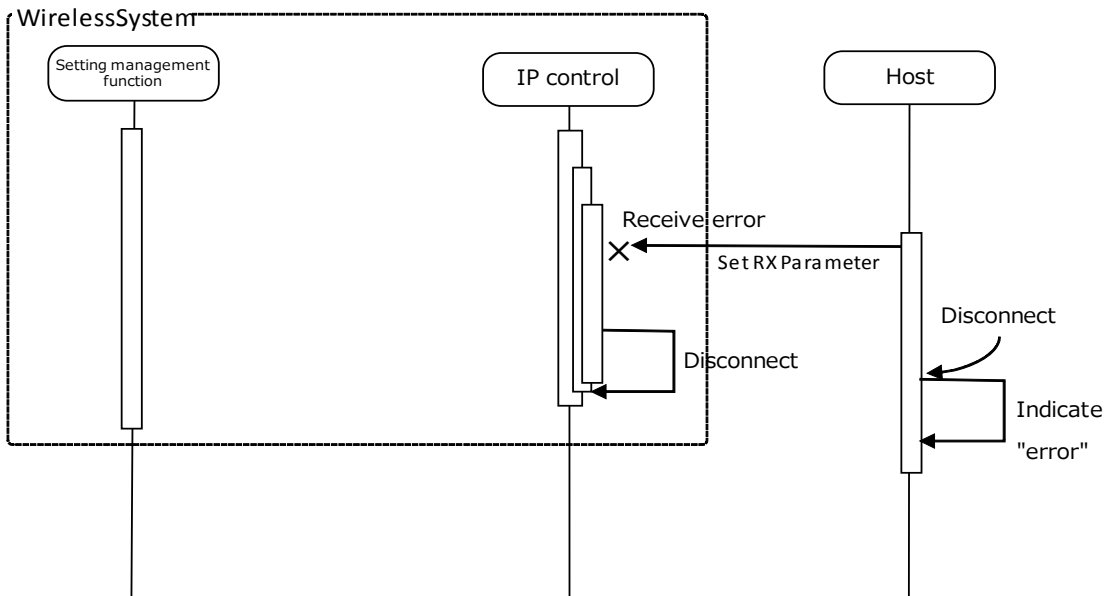 WirelessSystem
Setting management
function
IP control
Host
Receive error
Set RX Parameter
Disconnect
Disconnect
Indicate
"error"